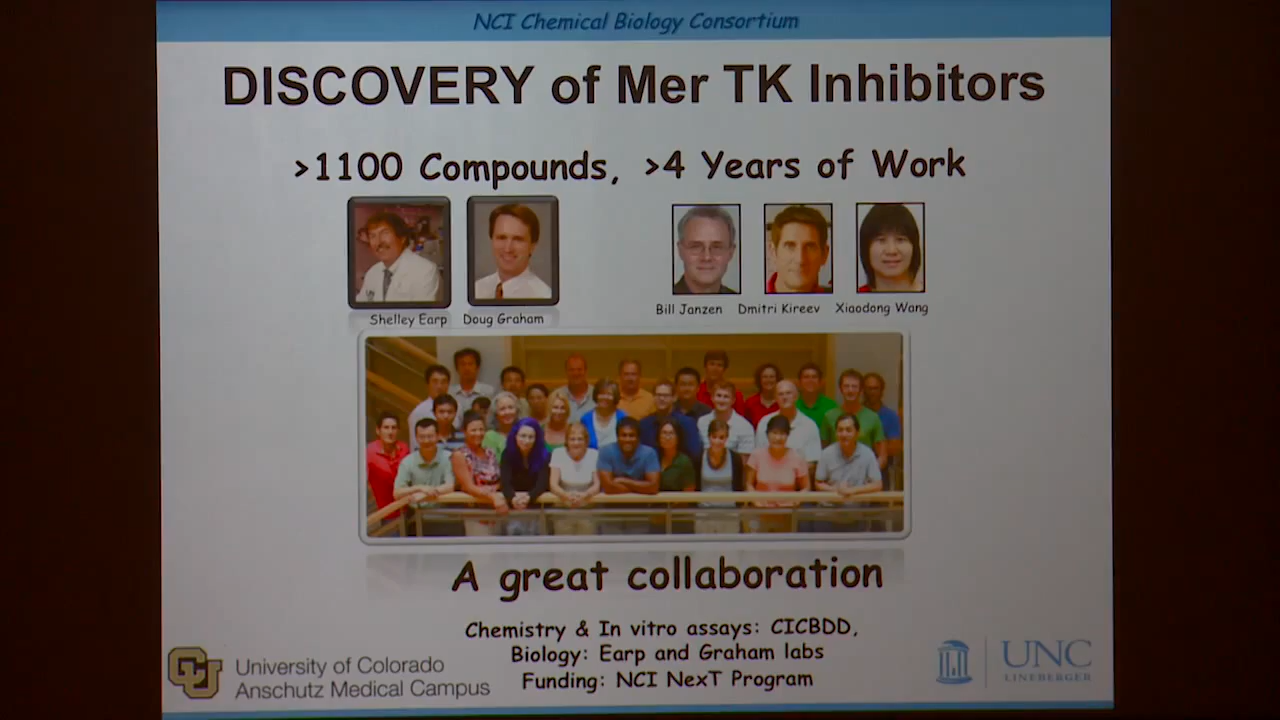 NCI Chemical Biology Consortium
DISCOVERY of Mer TK Inhibitors
>1100 Compounds, >4 Years of Work
Shelley Earp Doug Graham
Bill Janzen Dmitri Kireev Xiaodong Wang
A great collaboration
Chemistry & In vitro assays: CICBDD,
Biology: Earp and Graham labs
Funding: NCI NexT Program
CU University of Colorado
Anschutz Medical Campus
UNC
LINEBERGER